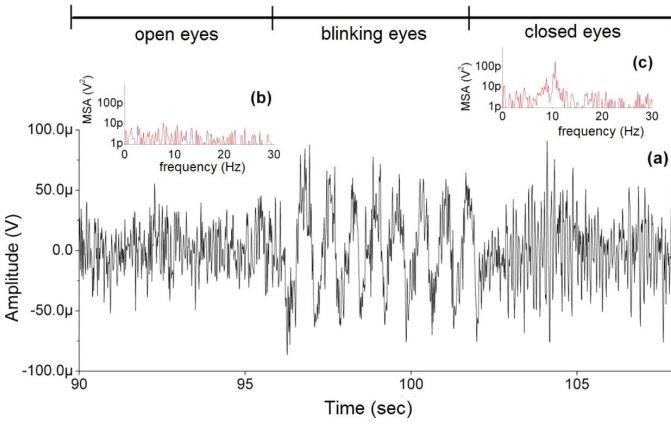 open eyes
blinking eyes
closed eyes
(b)
MSA (V²)
100p
10p
1p
0
10
20
30
frequency (Hz)
(c)
MSA (V²)
100p
10p
1p
0
10
20
30
frequency (Hz)
(a)
Amplitude (V)
100.0µ
50.0µ
0.0
-50.0µ
-100.0µ
90
95
100
105
Time (sec)